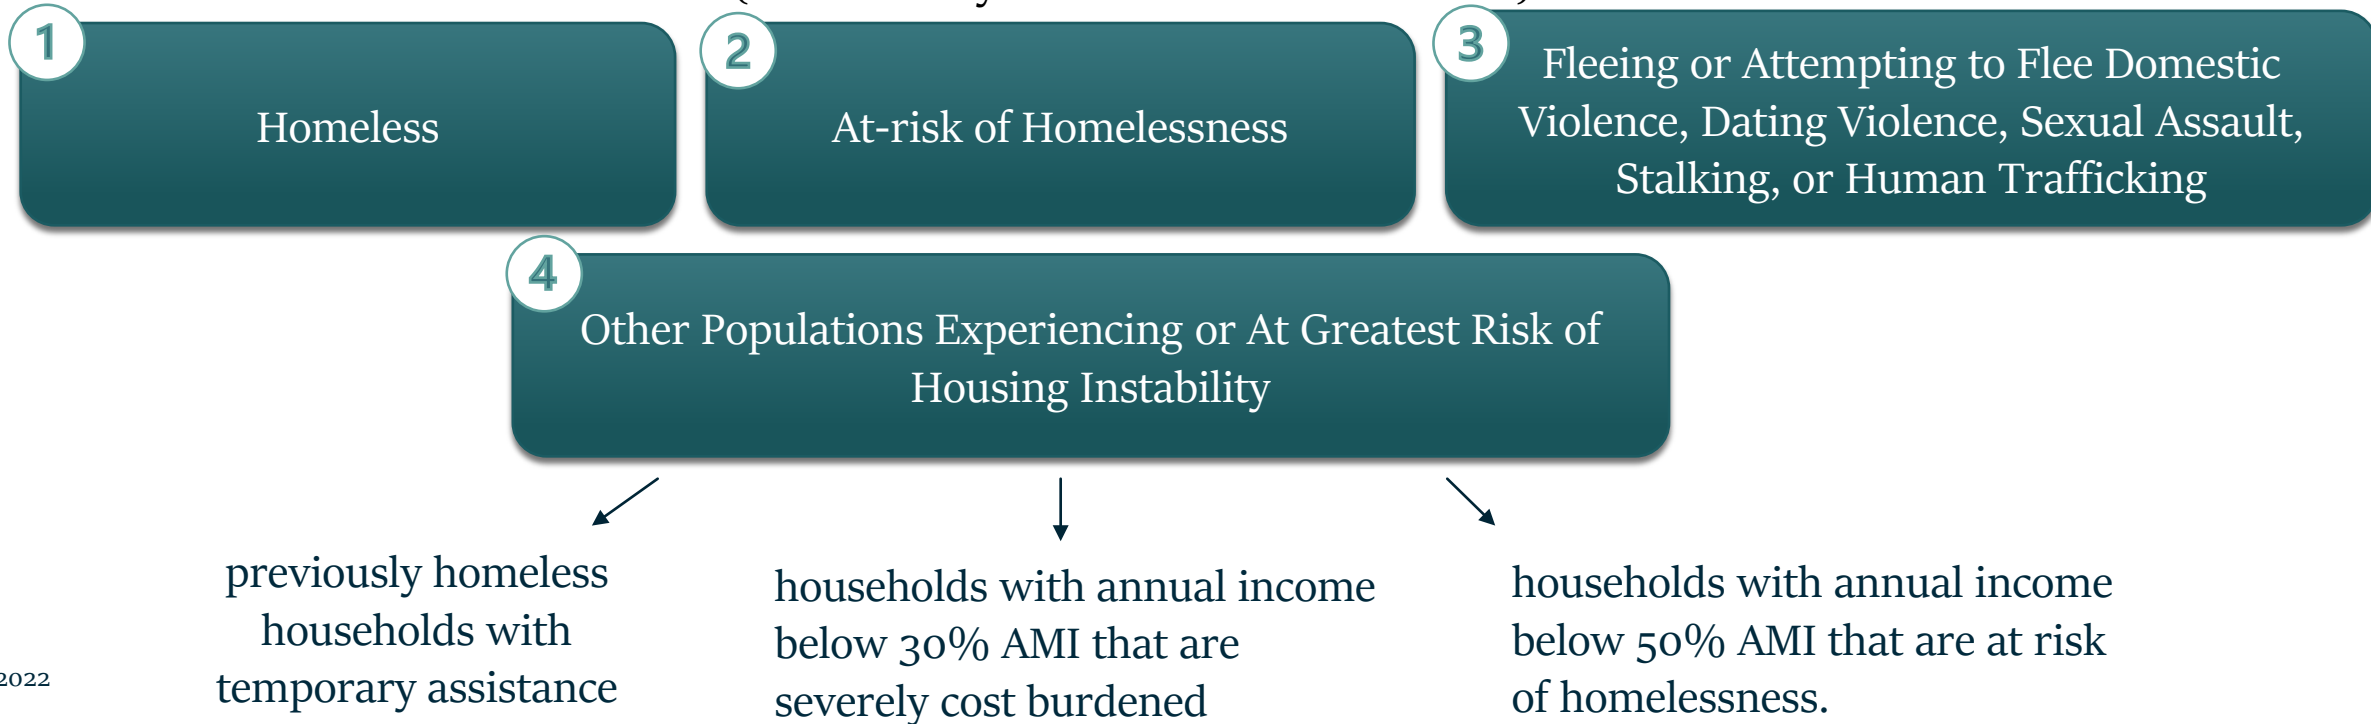 1
Homeless
2
At-risk of Homelessness
3
Fleeing or Attempting to Flee Domestic
Violence, Dating Violence, Sexual Assault,
Stalking, or Human Trafficking
4
Other Populations Experiencing or At Greatest Risk of
Housing Instability
previously homeless
households with
temporary assistance
households with annual income
below 30% AMI that are
severely cost burdened
households with annual income
below 50% AMI that are at risk
of homelessness.
2022